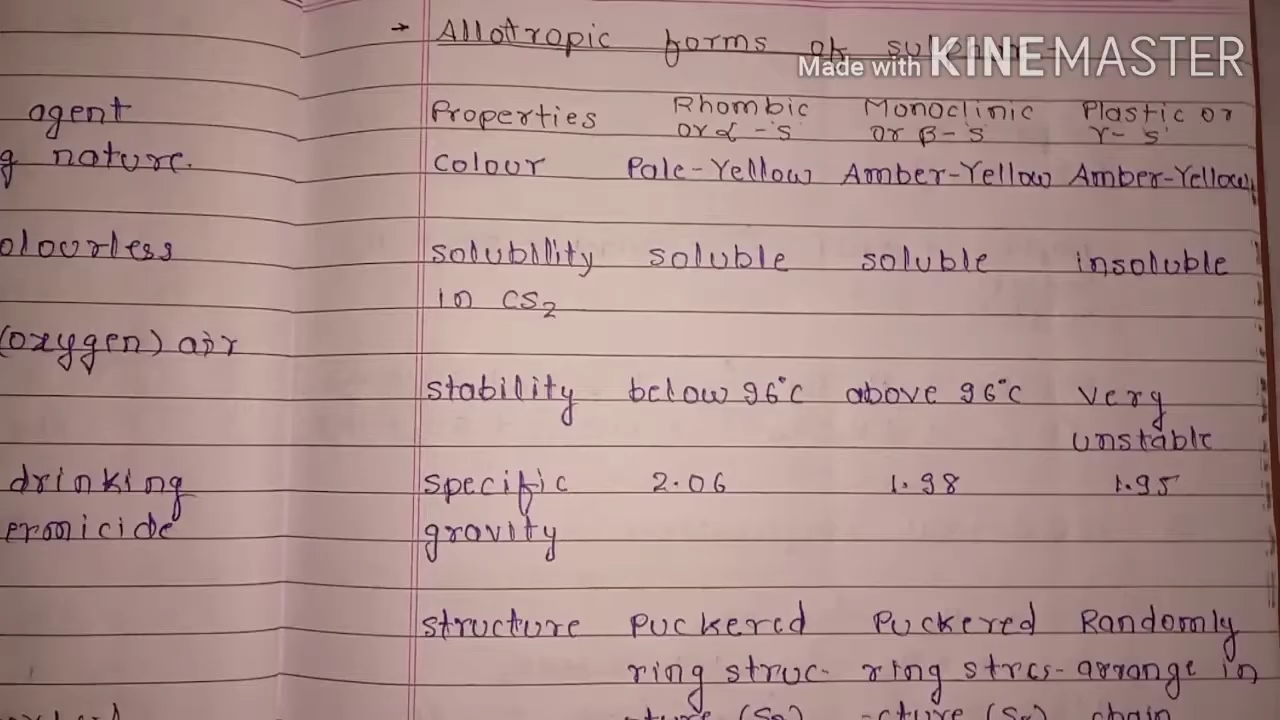 → Allotropic forms of
Made with KINEMASTER
agent
g nature.
olourless
(oxygen) air
drinking
ermicide
Properties Rhombic or α-'s' Monoclinic or β-'s' Plastic or γ-'s'
colour Pale-Yellow Amber-Yellow Amber-Yellow
solubility soluble soluble insoluble
in CS₂
stability below 96°C above 96°C very
unstable
specific 2.06 1.98 1.95
gravity
structure Puckered Puckered Randomly
ring struc- ring strcs- arrange in
-cture chain